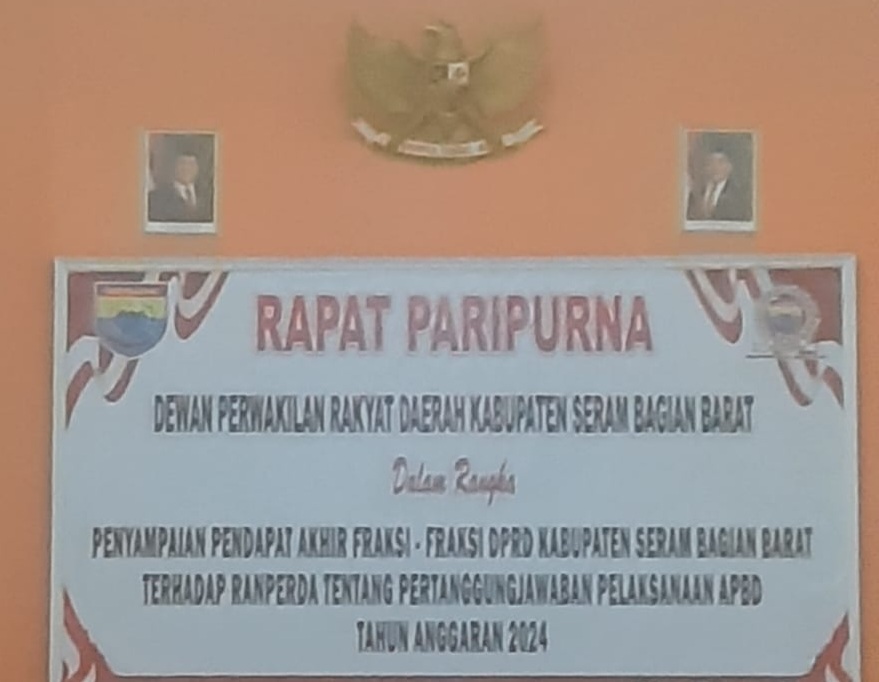 RAPAT PARIPURNA
DEWAN PERWAKILAN RAKYAT DAERAH KABUPATEN SERAM BAGIAN BARAT
Dalam Rangka
PENYAMPAIAN PENDAPAT AKHIR FRAKSI - FRAKSI DPRD KABUPATEN SERAM BAGIAN BARAT
TERHADAP RANPERDA TENTANG PERTANGGUNGJAWABAN PELAKSANAAN APBD
TAHUN ANGGARAN 2024